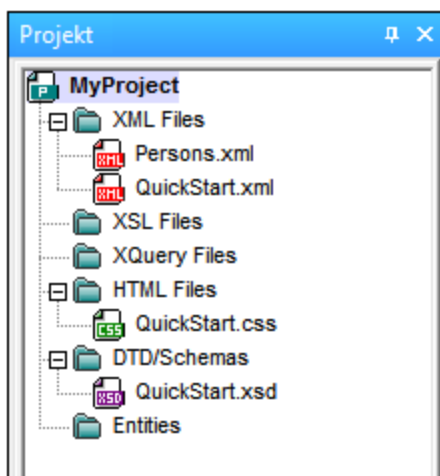 Projekt
MyProject
XML Files
Persons.xml
QuickStart.xml
XSL Files
XQuery Files
HTML Files
QuickStart.css
DTD/Schemas
QuickStart.xsd
Entities